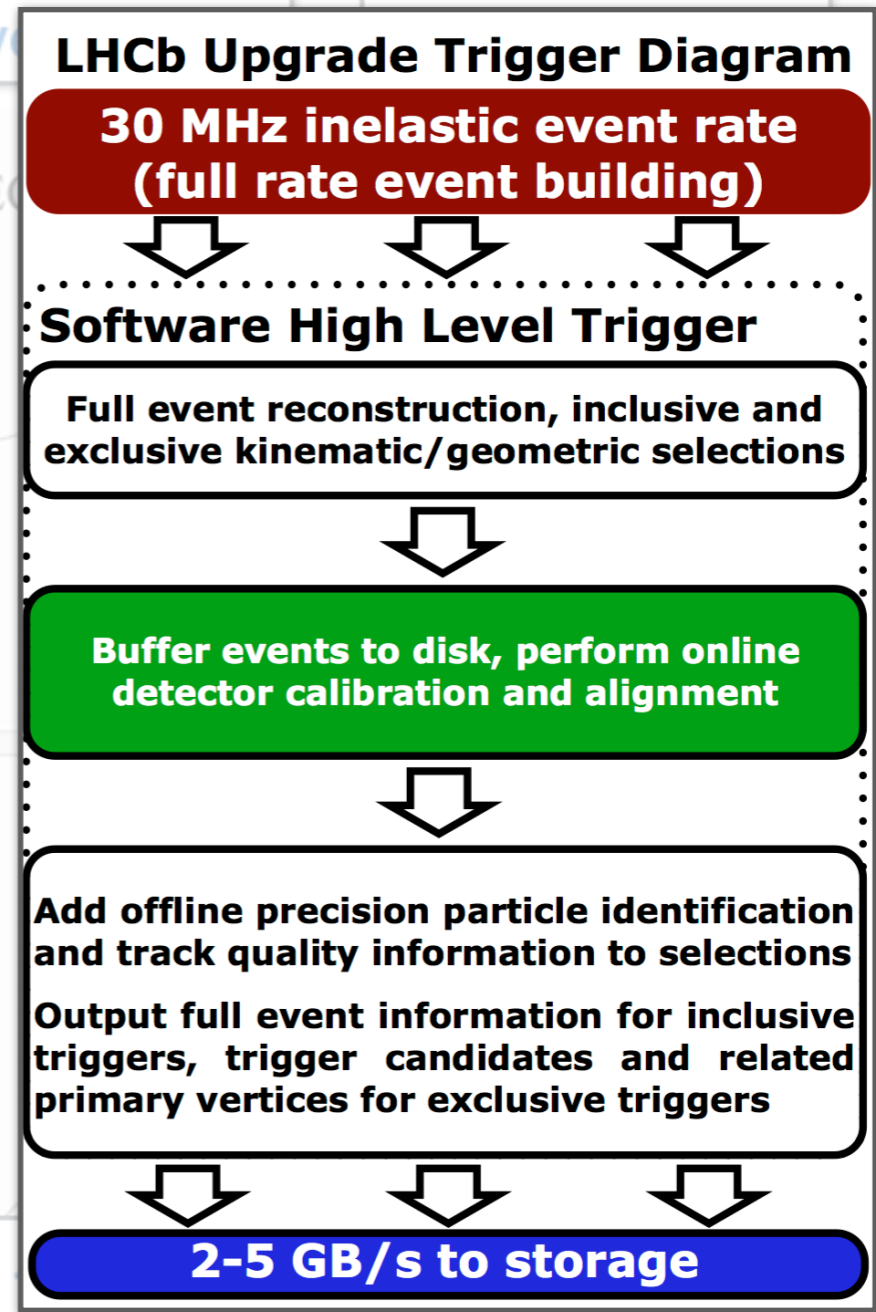 LHCb Upgrade Trigger Diagram
30 MHz inelastic event rate
(full rate event building)
Software High Level Trigger
Full event reconstruction, inclusive and
exclusive kinematic/geometric selections
Buffer events to disk, perform online
detector calibration and alignment
Add offline precision particle identification
and track quality information to selections
Output full event information for inclusive
triggers, trigger candidates and related
primary vertices for exclusive triggers
2-5 GB/s to storage